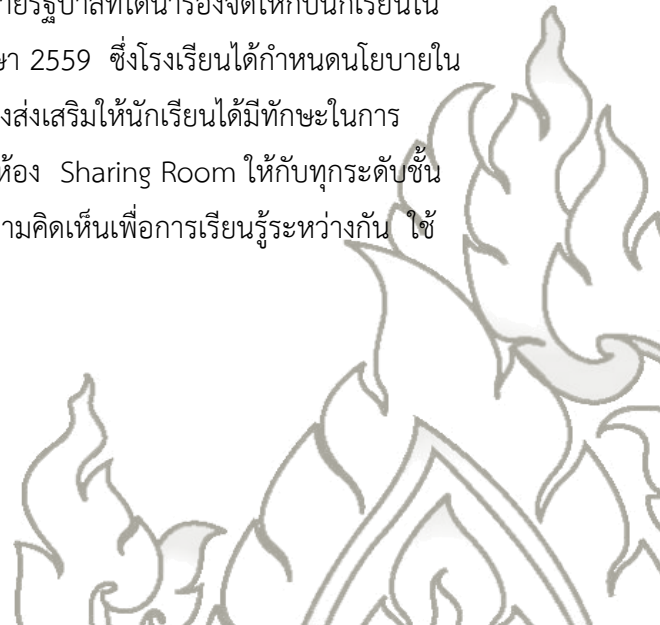 ายรัฐบาลที่ได้นำร่องจัดให้กับนักเรียนใน
ษา 2559 ซึ่งโรงเรียนได้กำหนดนโยบายใน
งส่งเสริมให้นักเรียนได้มีทักษะในการ
ห้อง Sharing Room ให้กับทุกระดับชั้น
ามคิดเห็นเพื่อการเรียนรู้ระหว่างกัน ใช้